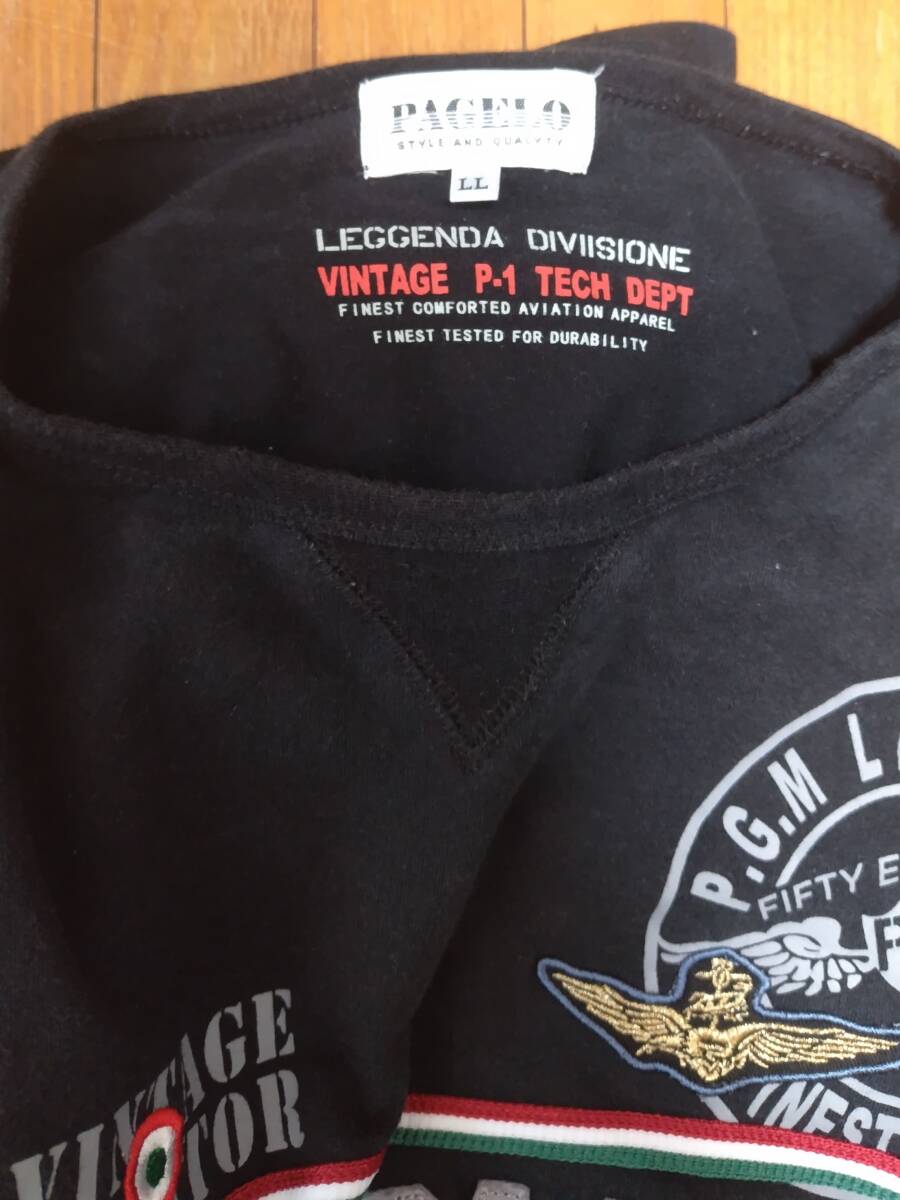 PAGELO
STYLE AND QUALYTY
LL
LEGGENDA DIVIISIONE
VINTAGE P-1 TECH DEPT
FINEST COMFORTED AVIATION APPAREL
FINEST TESTED FOR DURABILITY
P.G.M
FIFTY
VINTAGE